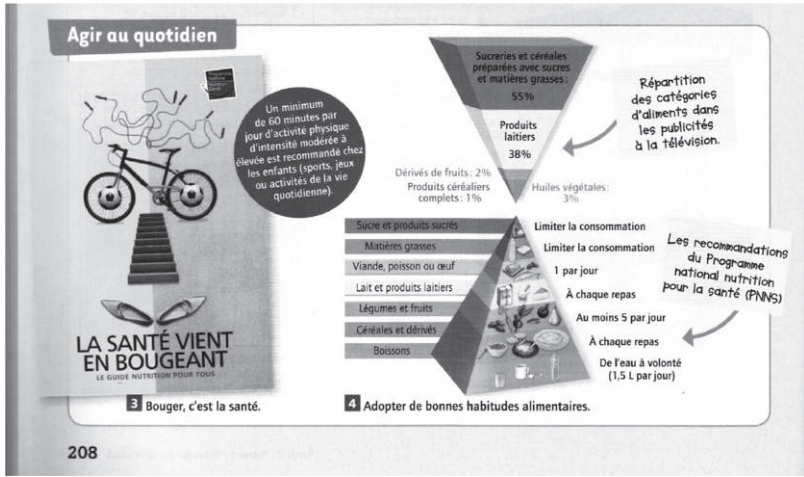 Agir au quotidien
Un minimum
de 60 minutes par
jour d'activité physique
d'intensité modérée à
élevée est recommandé chez
les enfants (sports, jeux
ou activités de la vie
quotidienne).
LA SANTÉ VIENT
EN BOUGEANT
LE GUIDE NUTRITION POUR TOUS
3 Bouger, c'est la santé.
Sucreries et céréales
préparées avec sucres
et matières grasses :
55%
Produits
laitiers
38%
Dérivés de fruits : 2%
Produits céréaliers
complets : 1%
Huiles végétales :
3%
Répartition
des catégories
d'aliments dans
les publicités
à la télévision.
Sucre et produits sucrés
Limiter la consommation
Matières grasses
Limiter la consommation
Viande, poisson ou œuf
1 par jour
Lait et produits laitiers
À chaque repas
Légumes et fruits
Au moins 5 par jour
Céréales et dérivés
À chaque repas
Boissons
De l'eau à volonté
(1,5 L par jour)
Les recommandations
du Programme
national nutrition
pour la santé (PNNS)
4 Adopter de bonnes habitudes alimentaires.
208